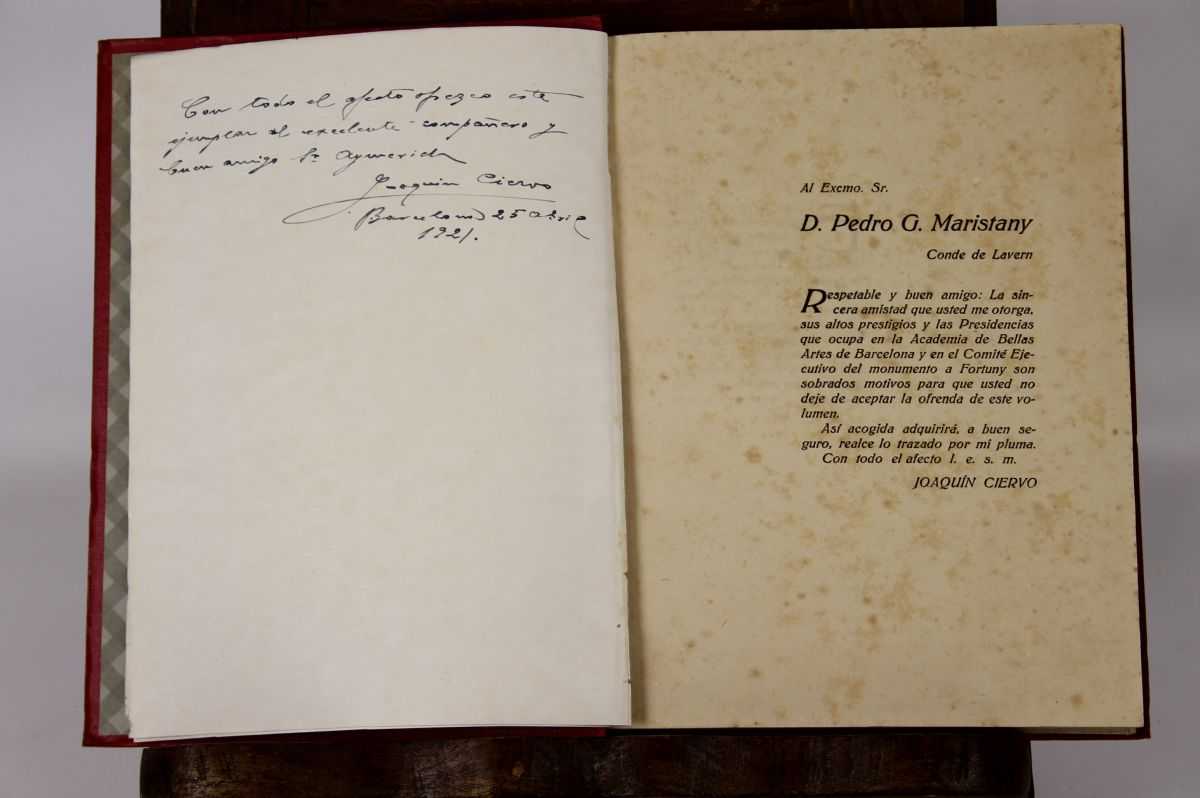 Con todo el afecto ofrezco este
ejemplar al excelente compañero y
buen amigo Sr. Aymerich
Joaquín Ciervo
Barcelona 25 Abril
1921.
Al Excmo. Sr.
D. Pedro G. Maristany
Conde de Lavern
Respetable y buen amigo: La sin-
cera amistad que usted me otorga,
sus altos prestigios y las Presidencias
que ocupa en la Academia de Bellas
Artes de Barcelona y en el Comité Eje-
cutivo del monumento a Fortuny son
sobrados motivos para que usted no
deje de aceptar la ofrenda de este vo-
lumen.
Así acogida adquirirá, a buen se-
guro, realce lo trazado por mi pluma.
Con todo el afecto l. e. s. m.
JOAQUÍN CIERVO